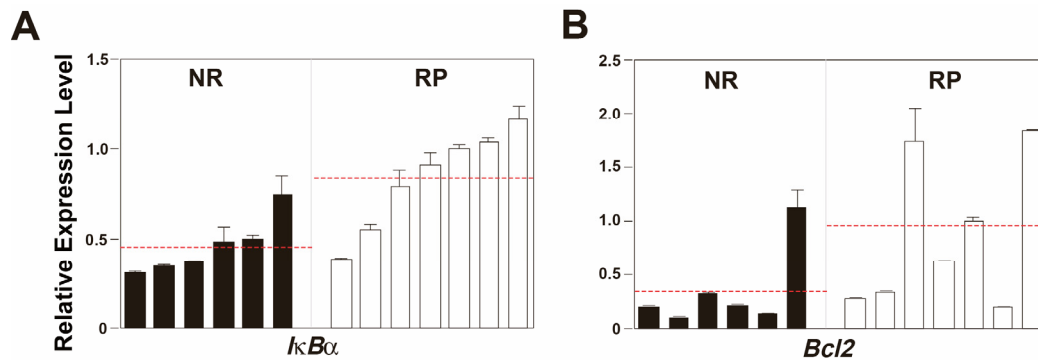 A
B
Relative Expression Level
1.5
1.0
0.5
0
NR
RP
IκBα
2.5
2.0
1.5
1.0
0.5
0
NR
RP
Bcl2